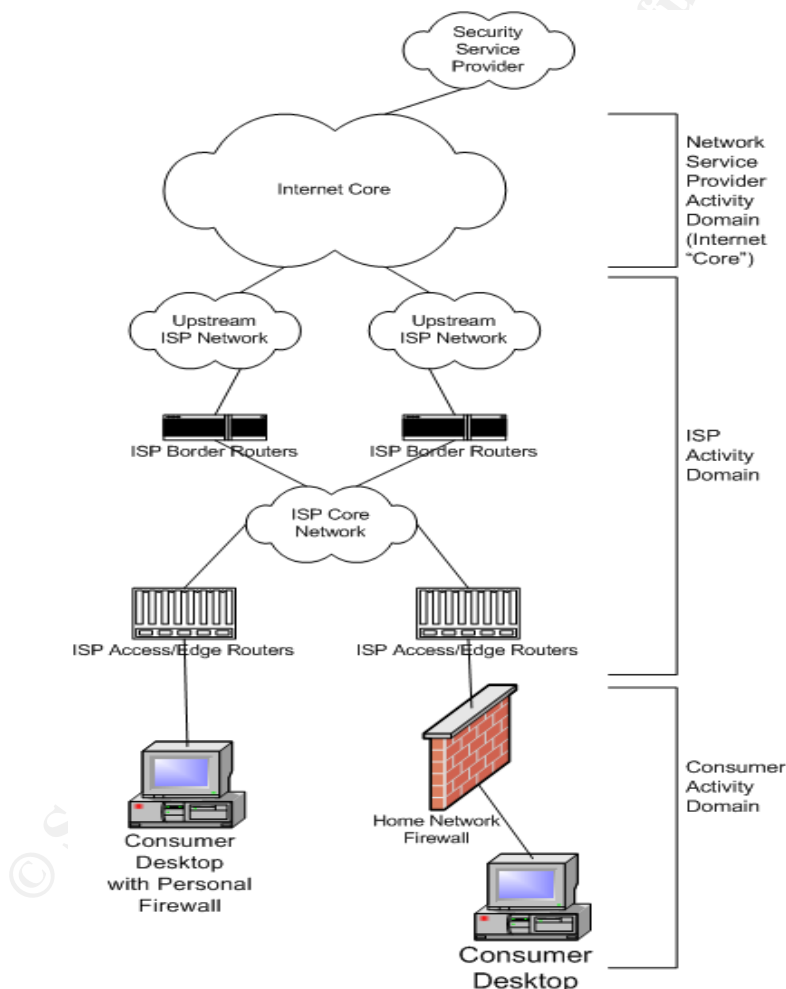 Security
Service
Provider
Internet Core
Network
Service
Provider
Activity
Domain
(Internet
“Core”)
Upstream
ISP Network
Upstream
ISP Network
ISP Border Routers
ISP Border Routers
ISP
Activity
Domain
ISP Core
Network
ISP Access/Edge Routers
ISP Access/Edge Routers
Consumer
Activity
Domain
Home Network
Firewall
Consumer
Desktop
with Personal
Firewall
Consumer
Desktop
©